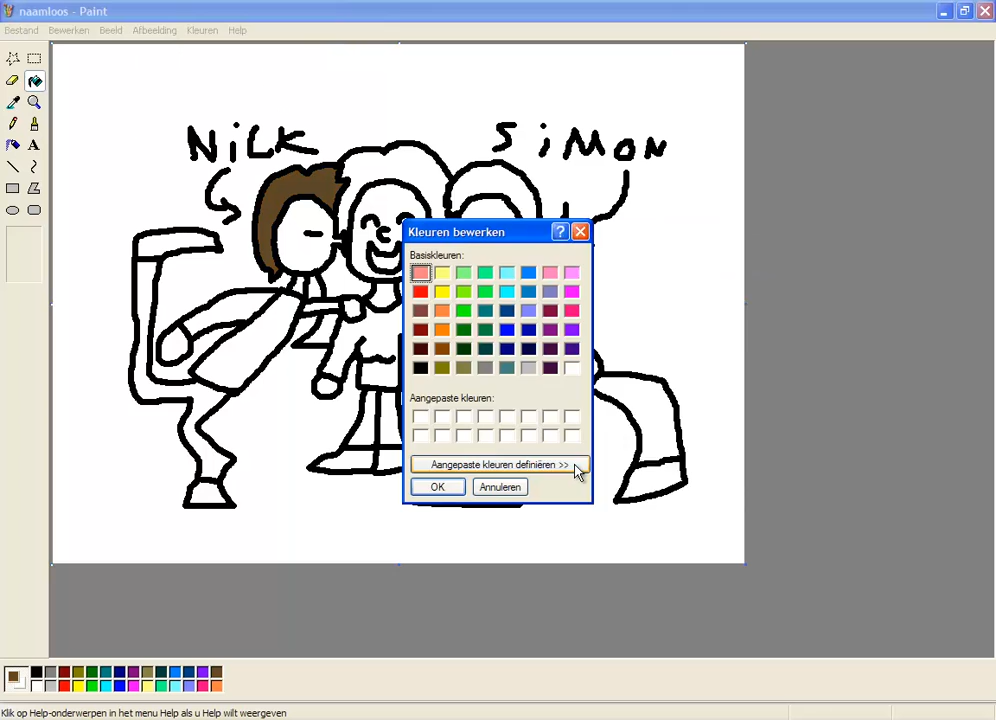 naamloos - Paint
Bestand Bewerken Beeld Afbeelding Kleuren Help
NiLK
SiMON
Kleuren bewerken
Basiskleuren:
Aangepaste kleuren:
Aangepaste kleuren definiëren >>
OK Annuleren
Klik op Help-onderwerpen in het menu Help als u Help wilt weergeven